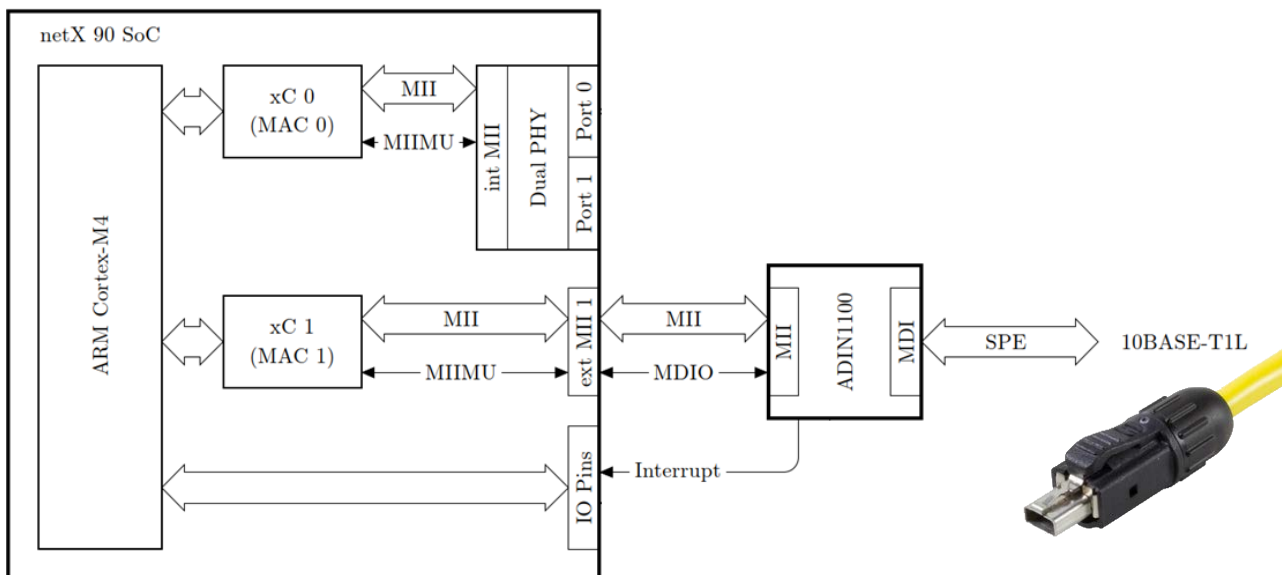 netX 90 SoC
ARM Cortex-M4
xC 0
(MAC 0)
MII
MIIMU
int MII
Dual PHY
Port 0
Port 1
xC 1
(MAC 1)
MII
MIIMU
ext MII 1
MII
MDIO
MII
ADIN1100
MDI
SPE
10BASE-T1L
IO Pins
Interrupt